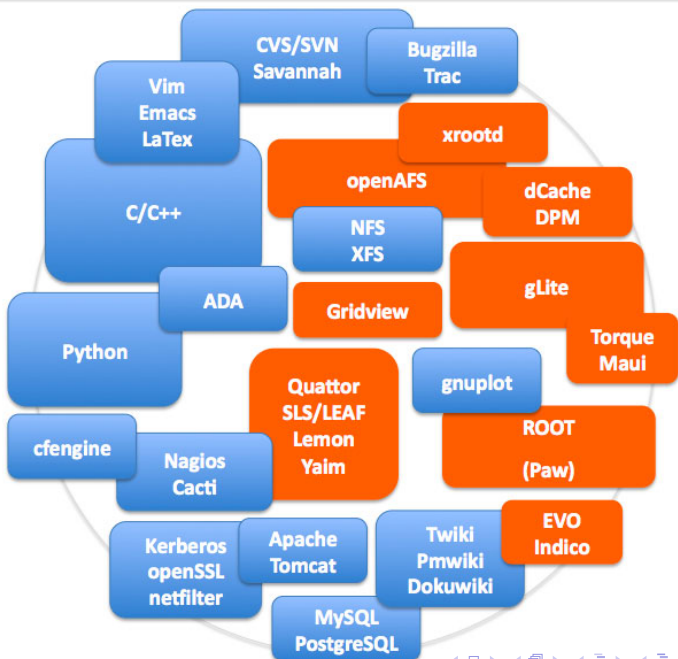 CVS/SVN
Savannah
Bugzilla
Trac
Vim
Emacs
LaTex
xrootd
openAFS
dCache
DPM
C/C++
NFS
XFS
gLite
ADA
Gridview
Python
Torque
Maui
Quattor
SLS/LEAF
Lemon
Yaim
gnuplot
ROOT
(Paw)
cfengine
Nagios
Cacti
EVO
Indico
Kerberos
openSSL
netfilter
Apache
Tomcat
Twiki
Pmwiki
Dokuwiki
MySQL
PostgreSQL